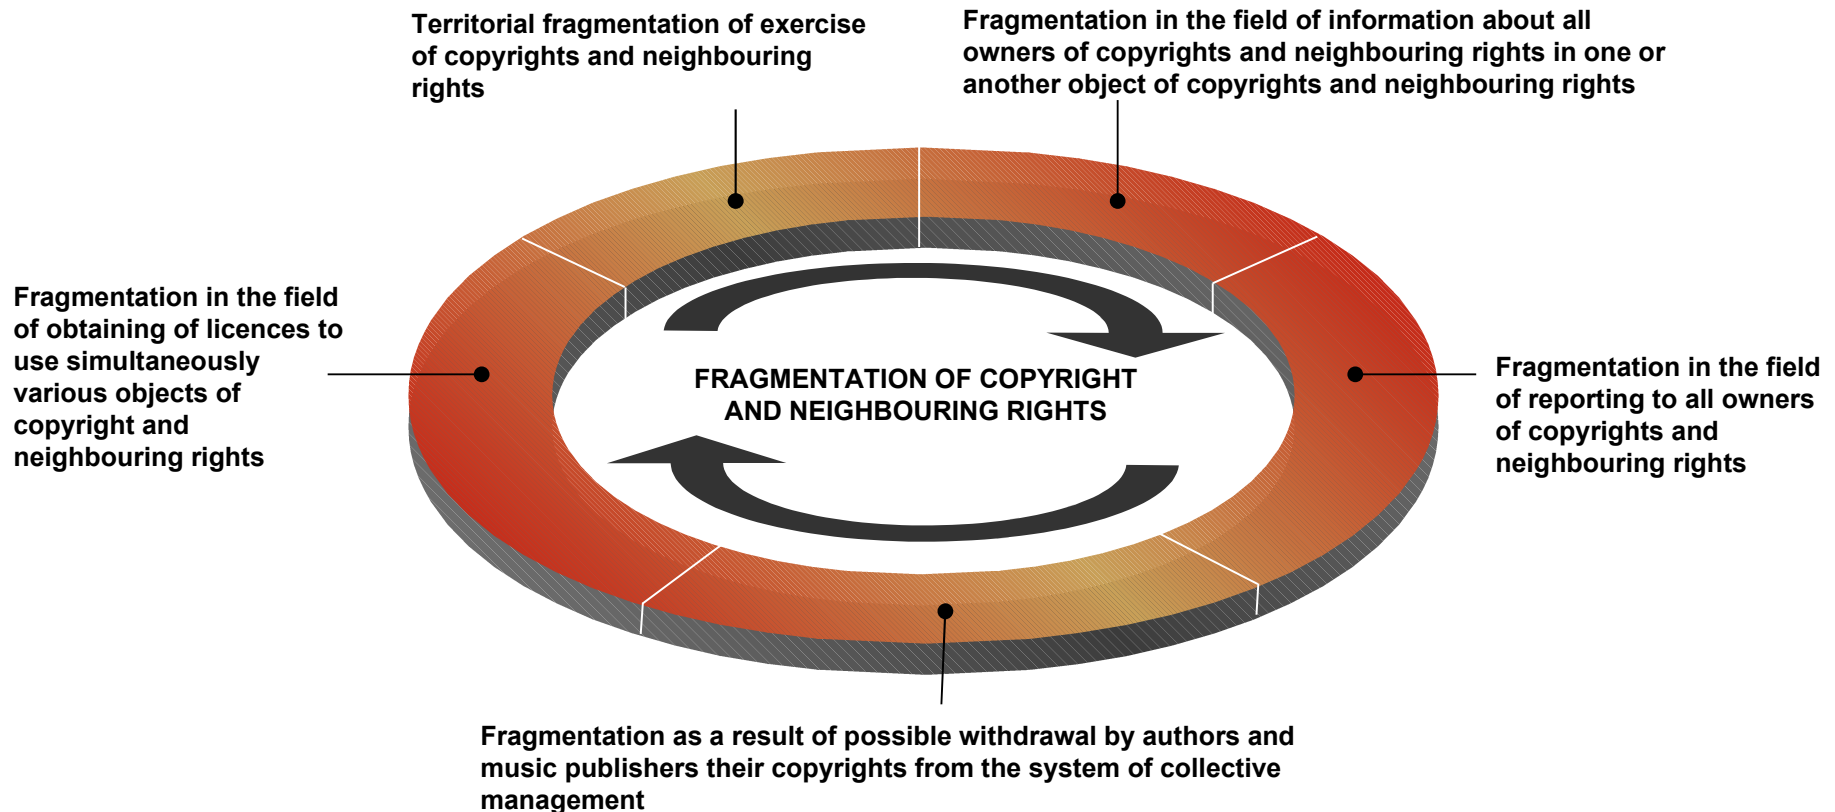 Territorial fragmentation of exercise
of copyrights and neighbouring
rights
Fragmentation in the field of information about all
owners of copyrights and neighbouring rights in one or
another object of copyrights and neighbouring rights
Fragmentation in the field
of obtaining of licences to
use simultaneously
various objects of
copyright and
neighbouring rights
FRAGMENTATION OF COPYRIGHT
AND NEIGHBOURING RIGHTS
Fragmentation in the field
of reporting to all owners
of copyrights and
neighbouring rights
Fragmentation as a result of possible withdrawal by authors and
music publishers their copyrights from the system of collective
management